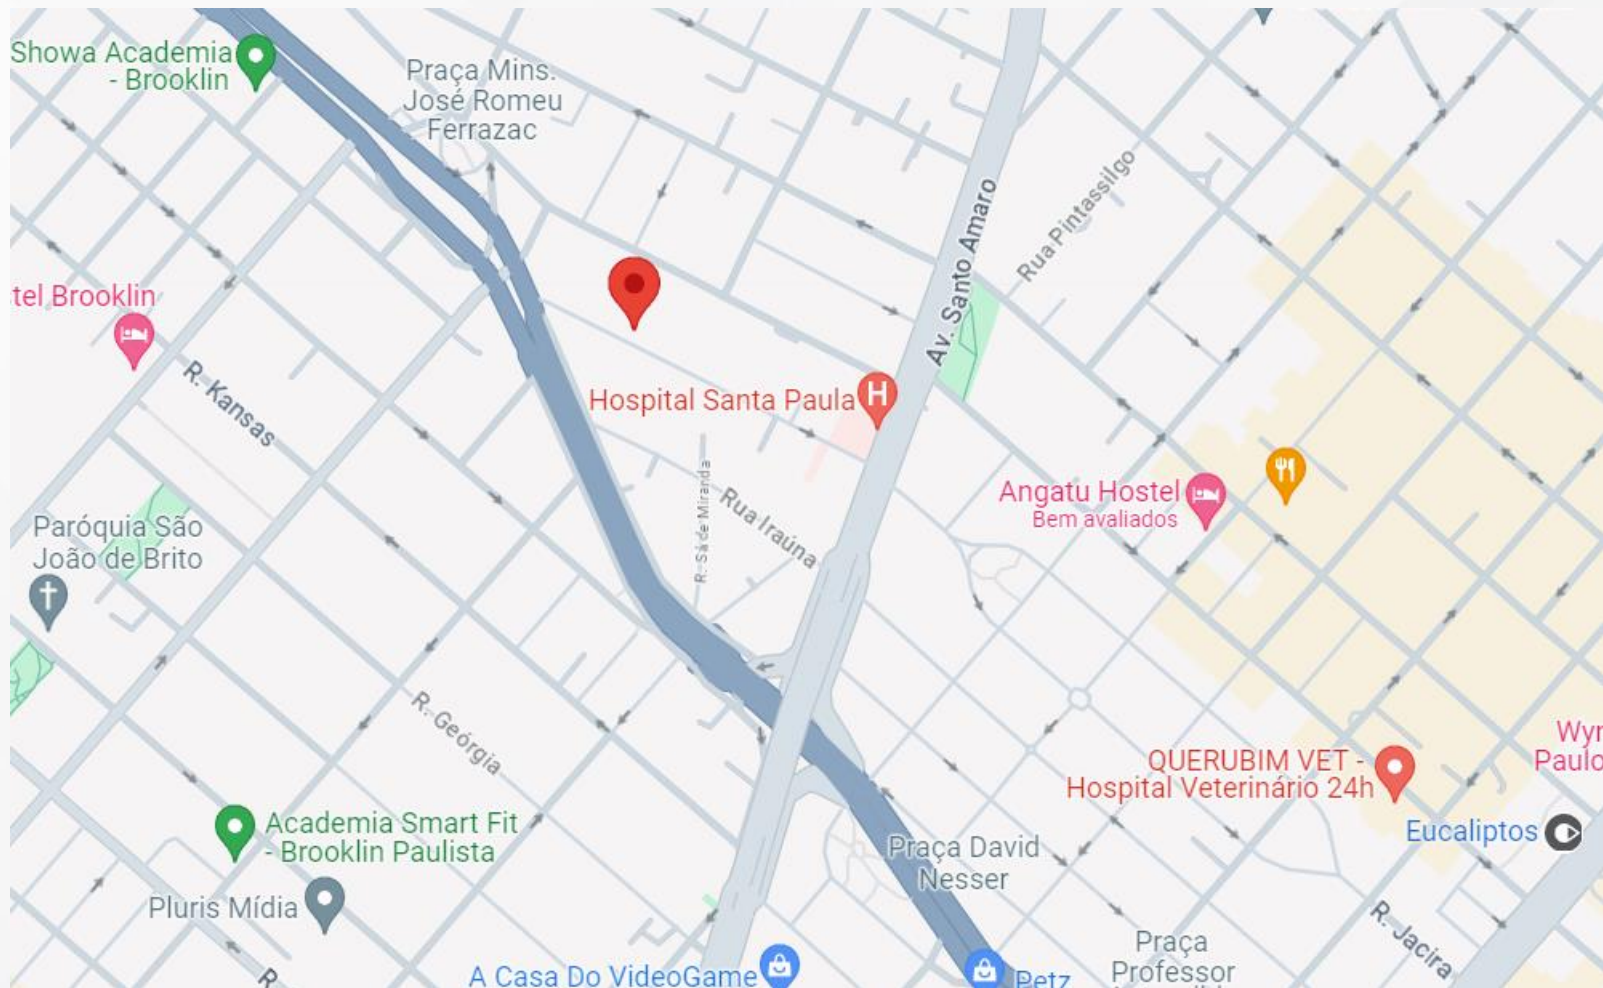 Showa Academia
- Brooklin
Praça Mins.
José Romeu
Ferrazac
Rua Pintassilgo
Av. Santo Amaro
tel Brooklin
R. Kansas
Hospital Santa Paula
H
R. Sá de Miranda
Rua Iraúna
Angatu Hostel
Bem avaliados
Paróquia São
João de Brito
R. Geórgia
QUERUBIM VET -
Hospital Veterinário 24h
Wyn
Paulo
Eucaliptos
Academia Smart Fit
- Brooklin Paulista
Praça David
Nesser
Pluris Mídia
R. Jacira
Praça
Professor
A Casa Do VideoGame
Petz
R.